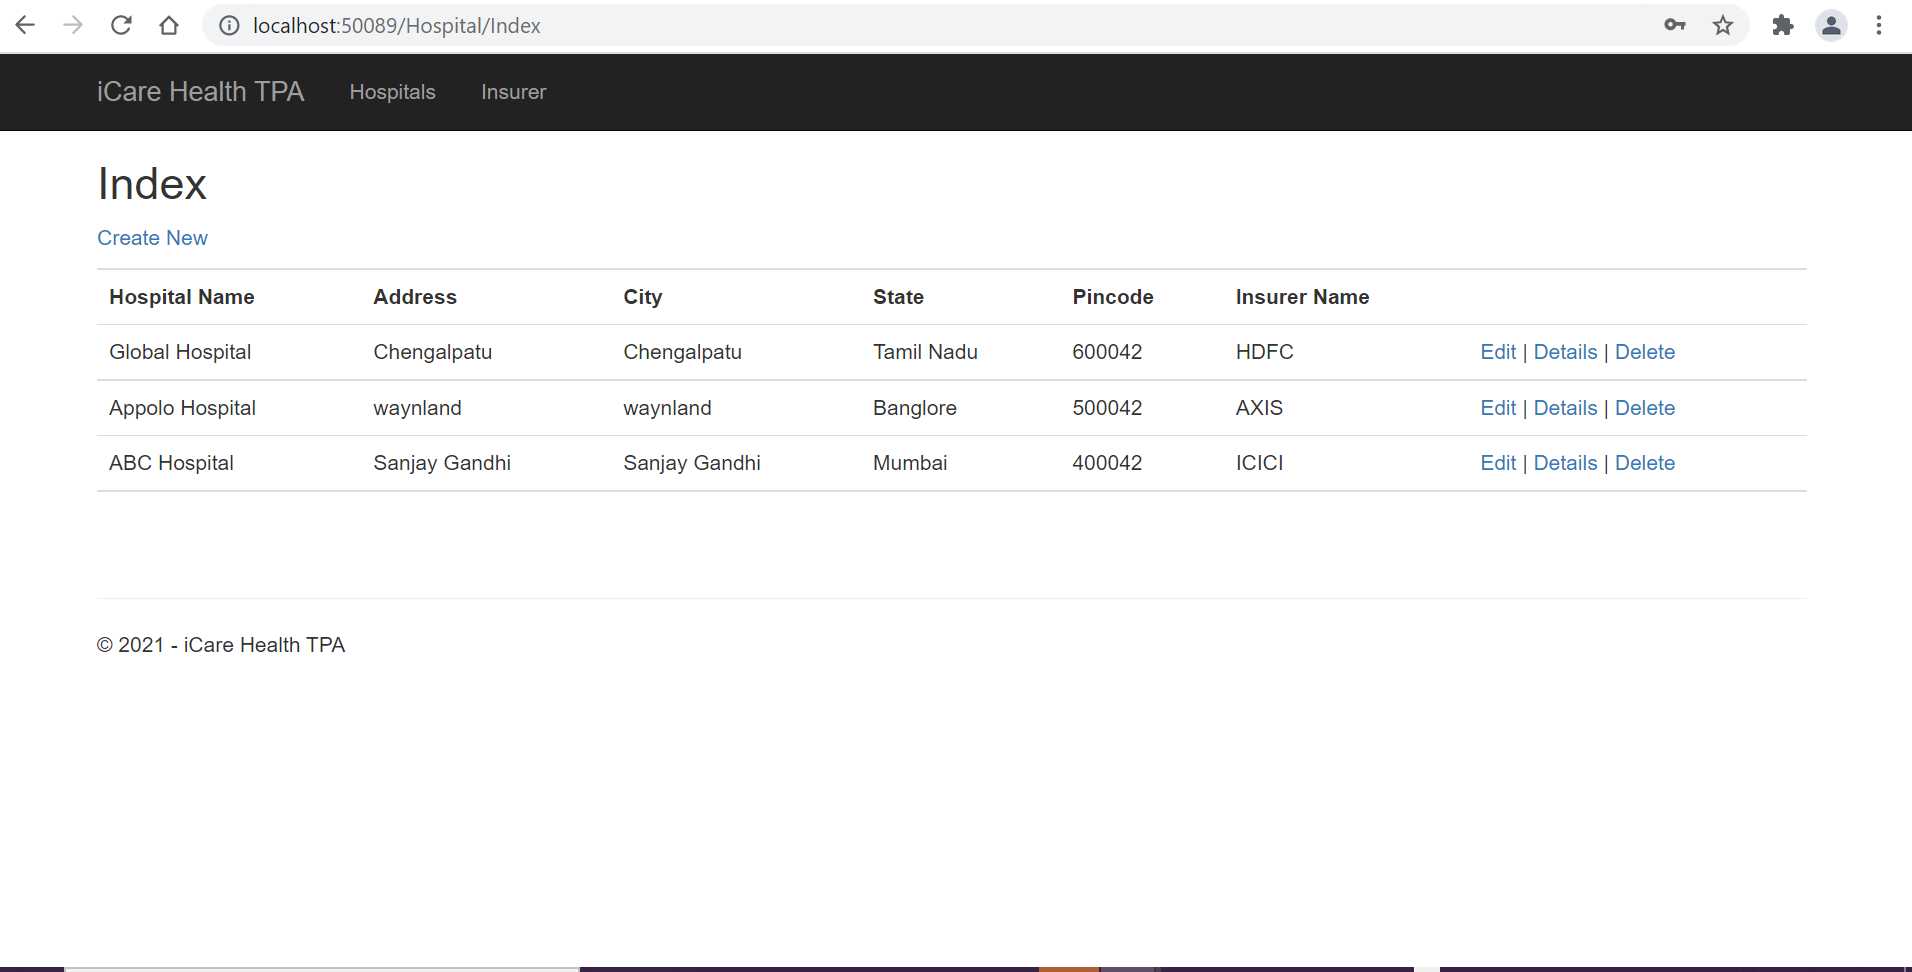 localhost:50089/Hospital/Index
iCare Health TPA Hospitals Insurer
Index
Create New
Hospital Name Address City State Pincode Insurer Name
Global Hospital Chengalpatu Chengalpatu Tamil Nadu 600042 HDFC Edit | Details | Delete
Appolo Hospital waynland waynland Banglore 500042 AXIS Edit | Details | Delete
ABC Hospital Sanjay Gandhi Sanjay Gandhi Mumbai 400042 ICICI Edit | Details | Delete
© 2021 - iCare Health TPA